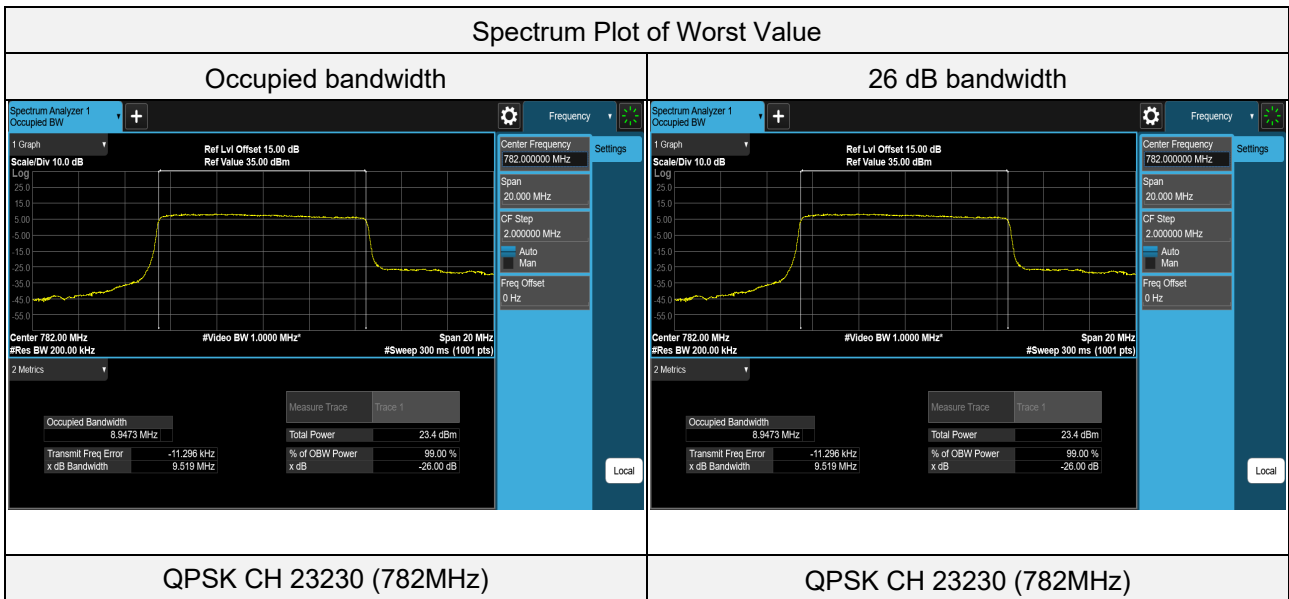 Spectrum Plot of Worst Value
Occupied bandwidth
26 dB bandwidth
Spectrum Analyzer 1
Occupied BW
+
Frequency
1 Graph
Scale/Div 10.0 dB
Ref Lvl Offset 15.00 dB
Ref Value 35.00 dBm
Log
25.0
15.0
5.00
-5.00
-15.0
-25.0
-35.0
-45.0
-55.0
Center 782.00 MHz
#Video BW 1.0000 MHz*
Span 20 MHz
#Res BW 200.00 kHz
#Sweep 300 ms (1001 pts)
Center Frequency
782.000000 MHz
Settings
Span
20.000 MHz
CF Step
2.000000 MHz
Auto
Man
Freq Offset
0 Hz
2 Metrics
Measure Trace
Trace 1
Occupied Bandwidth
8.9473 MHz
Total Power
23.4 dBm
Transmit Freq Error
-11.296 kHz
% of OBW Power
99.00 %
x dB Bandwidth
9.519 MHz
x dB
-26.00 dB
Local
Spectrum Analyzer 1
Occupied BW
+
Frequency
1 Graph
Scale/Div 10.0 dB
Ref Lvl Offset 15.00 dB
Ref Value 35.00 dBm
Log
25.0
15.0
5.00
-5.00
-15.0
-25.0
-35.0
-45.0
-55.0
Center 782.00 MHz
#Video BW 1.0000 MHz*
Span 20 MHz
#Res BW 200.00 kHz
#Sweep 300 ms (1001 pts)
Center Frequency
782.000000 MHz
Settings
Span
20.000 MHz
CF Step
2.000000 MHz
Auto
Man
Freq Offset
0 Hz
2 Metrics
Measure Trace
Trace 1
Occupied Bandwidth
8.9473 MHz
Total Power
23.4 dBm
Transmit Freq Error
-11.296 kHz
% of OBW Power
99.00 %
x dB Bandwidth
9.519 MHz
x dB
-26.00 dB
Local
QPSK CH 23230 (782MHz)
QPSK CH 23230 (782MHz)